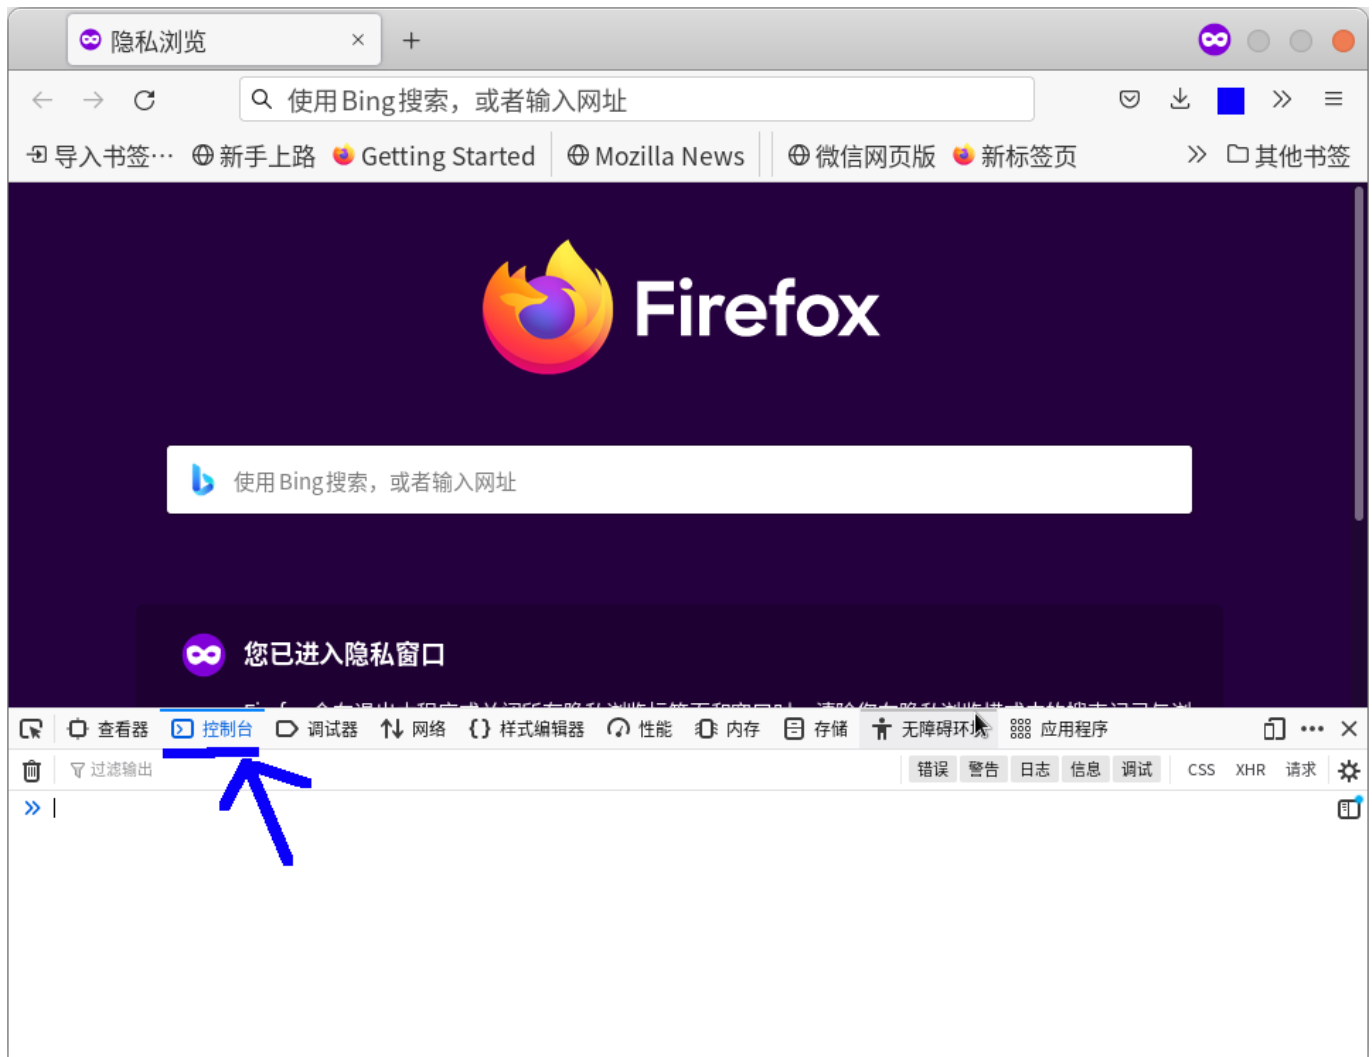 隐私浏览
使用Bing搜索，或者输入网址
导入书签… 新手上路 Getting Started Mozilla News 微信网页版 新标签页 其他书签
Firefox
使用Bing搜索，或者输入网址
您已进入隐私窗口
查看器 控制台 调试器 网络 {} 样式编辑器 性能 内存 存储 无障碍环境 应用程序
过滤输出 错误 警告 日志 信息 调试 CSS XHR 请求